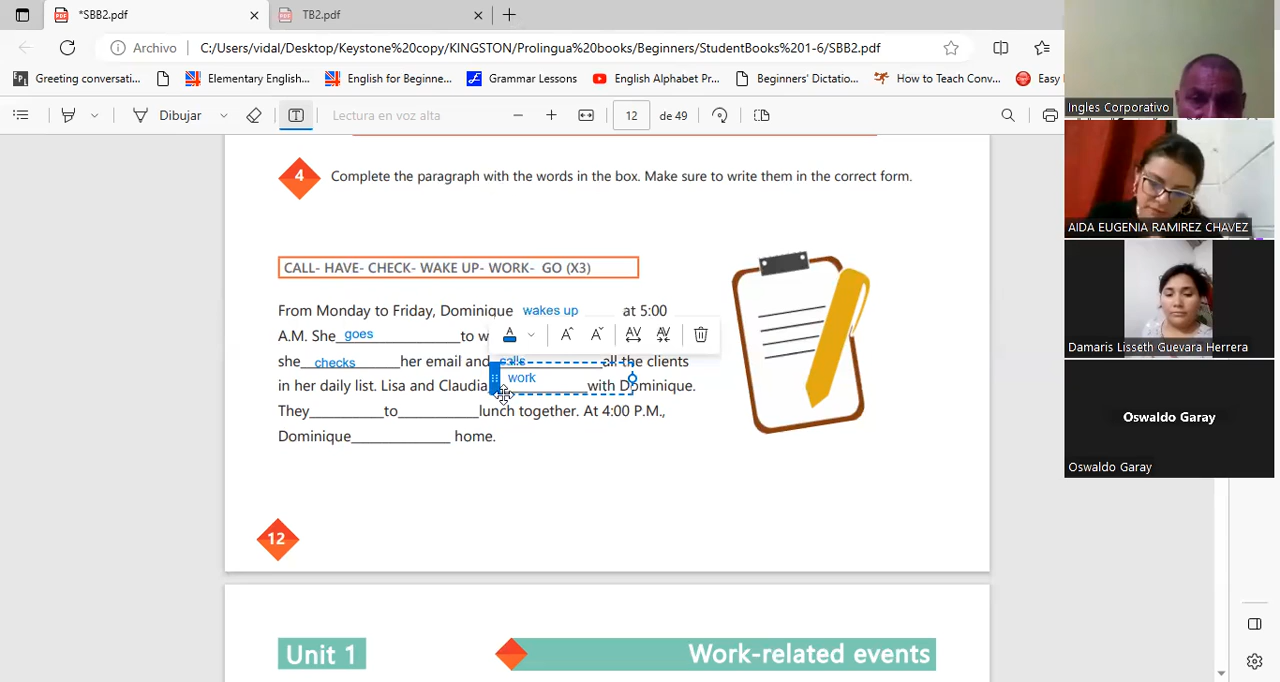 *SBB2.pdf
TB2.pdf
Archivo C:/Users/vidal/Desktop/Keystone%20copy/KINGSTON/Prolingua%20books/Beginners/StudentBooks%201-6/SBB2.pdf
Greeting conversati... Elementary English... English for Beginne... Grammar Lessons English Alphabet Pr... Beginners' Dictatio... How to Teach Conv... Easy
Dibujar Lectura en voz alta 12 de 49
4 Complete the paragraph with the words in the box. Make sure to write them in the correct form.
CALL- HAVE- CHECK- WAKE UP- WORK- GO (X3)
From Monday to Friday, Dominique wakes up at 5:00
A.M. She goes to w
she checks her email and calls all the clients
in her daily list. Lisa and Claudia work with Dominique.
They___________to____________lunch together. At 4:00 P.M.,
Dominique______________ home.
12
Unit 1
Work-related events
Ingles Corporativo
AIDA EUGENIA RAMIREZ CHAVEZ
Damaris Lisseth Guevara Herrera
Oswaldo Garay
Oswaldo Garay